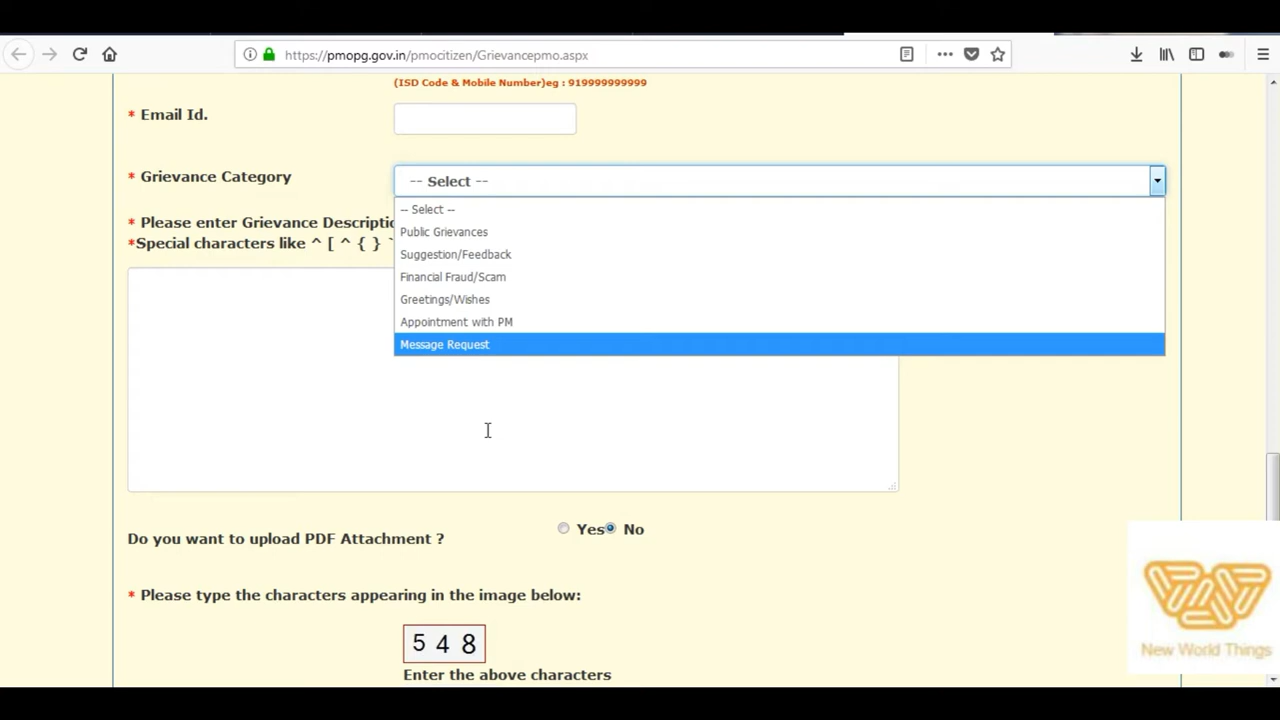 https://pmopg.gov.in/pmocitizen/Grievancepmo.aspx
(ISD Code & Mobile Number)eg : 919999999999
* Email Id.
* Grievance Category
-- Select --
-- Select --
Public Grievances
Suggestion/Feedback
Financial Fraud/Scam
Greetings/Wishes
Appointment with PM
Message Request
* Please enter Grievance Descriptio
*Special characters like ^ [ ^ { } `
Do you want to upload PDF Attachment ?
Yes No
* Please type the characters appearing in the image below:
5 4 8
Enter the above characters
New World Things